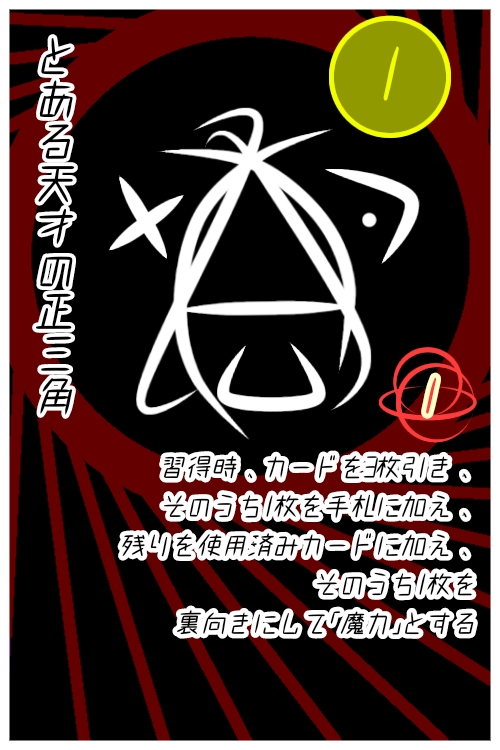 とある天才の正三角
1
1
習得時、カードを3枚引き、
そのうち1枚を手札に加え、
残りを使用済みカードに加え、
そのうち1枚を
裏向きにして「魔力」とする